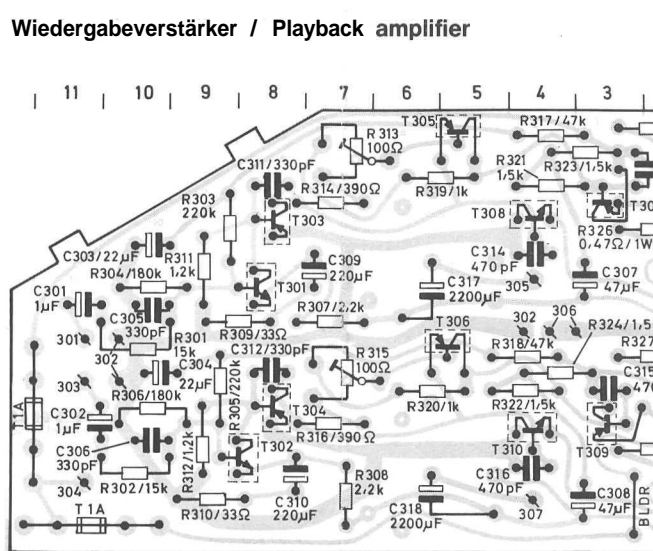 Wiedergabeverstärker / Playback amplifier
11 10 9 8 7 6 5 4 3
T305
R317/47k
R313
100Ω
R323/1,5k
C311/330pF
R321
1/5k
R314/390Ω
R319/1k
R303
220k
T303
T308
R326
0,47Ω/1W
C303/22µF
R311
1,2k
C309
220µF
C314
470pF
R304/180k
C301
1µF
T301
C317
2200µF
C307
47µF
305
C305
330pF
R307/2,2k
306
R324/1,5
301
R309/33Ω
T306
302
R301
15k
C312/330pF
R315
100Ω
R318/47k
R327
302
C304
22µF
C315
470p
303
R306/180k
R305/220k
T1A
C302
1µF
T304
R320/1k
R322/1,5k
R316/390Ω
C306
330pF
R312/1,2k
T302
T310
T309
R308
2,2k
C316
470pF
304
R302/15k
C310
220µF
C318
2200µF
C308
47µF
T1A
R310/33Ω
307
BLDR